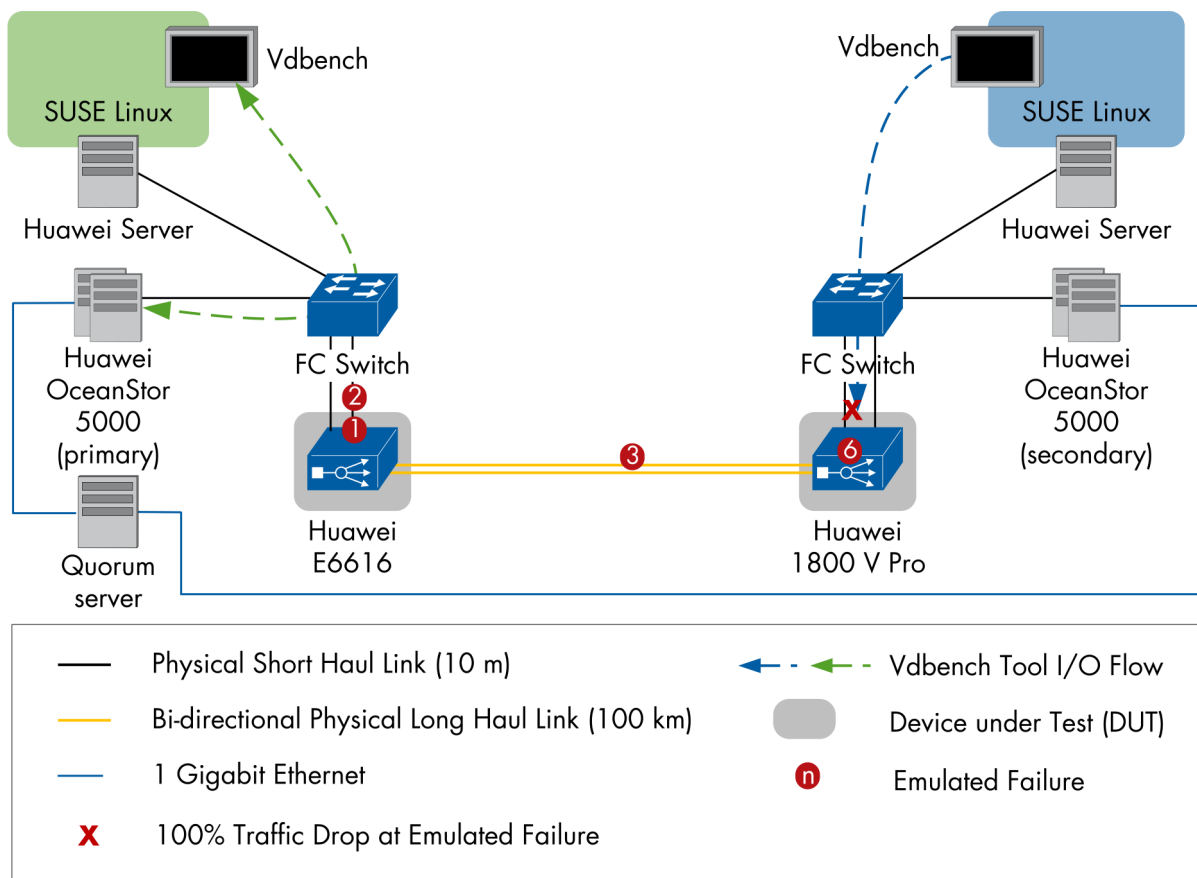 Vdbench
SUSE Linux
Huawei Server
Huawei
OceanStor
5000
(primary)
Quorum
server
FC Switch
2
1
Huawei
E6616
3
Vdbench
SUSE Linux
Huawei Server
FC Switch
X
6
Huawei
1800 V Pro
Huawei
OceanStor
5000
(secondary)
Physical Short Haul Link (10 m)
Bi-directional Physical Long Haul Link (100 km)
1 Gigabit Ethernet
X
100% Traffic Drop at Emulated Failure
Vdbench Tool I/O Flow
Device under Test (DUT)
n
Emulated Failure